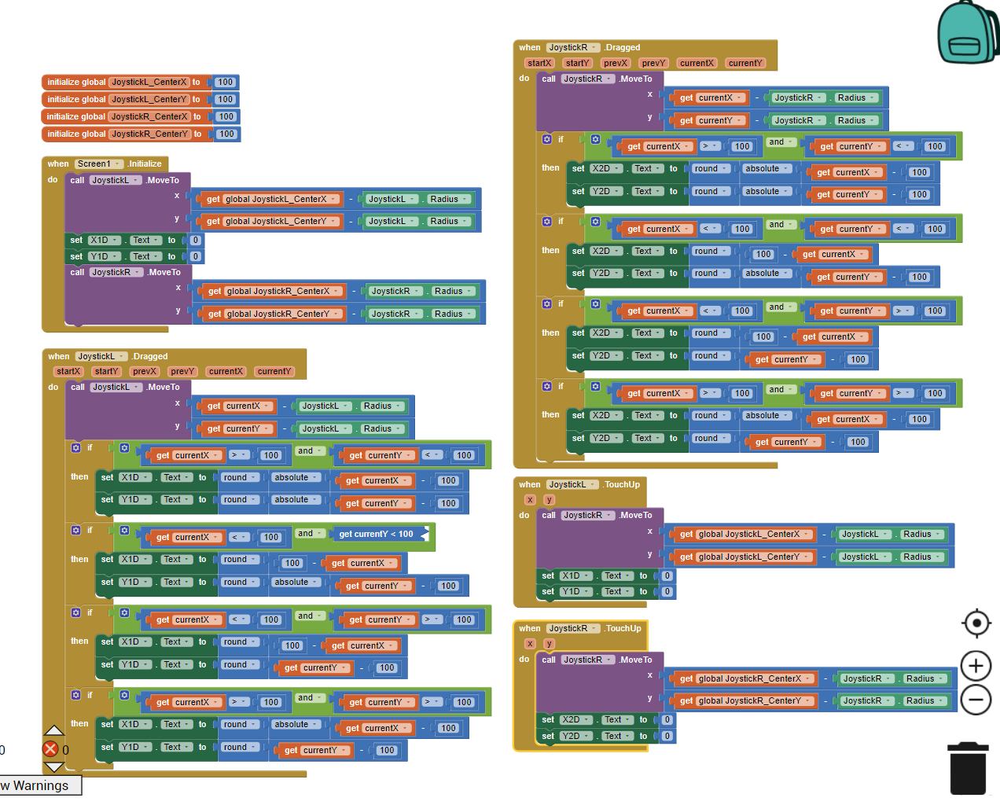 initialize global JoystickL_CenterX to 100
initialize global JoystickL_CenterY to 100
initialize global JoystickR_CenterX to 100
initialize global JoystickR_CenterY to 100
when Screen1 .Initialize
do call JoystickL .MoveTo
x get global JoystickL_CenterX - JoystickL . Radius
y get global JoystickL_CenterY - JoystickL . Radius
set X1D . Text to 0
set Y1D . Text to 0
call JoystickR .MoveTo
x get global JoystickR_CenterX - JoystickR . Radius
y get global JoystickR_CenterY - JoystickR . Radius
when JoystickL .Dragged
startX startY prevX prevY currentX currentY
do call JoystickL .MoveTo
x get currentX - JoystickL . Radius
y get currentY - JoystickL . Radius
if get currentX > 100 and get currentY < 100
then set X1D . Text to round absolute get currentX - 100
set Y1D . Text to round absolute get currentY - 100
if get currentX < 100 and get currentY < 100
then set X1D . Text to round 100 - get currentX
set Y1D . Text to round absolute get currentY - 100
if get currentX < 100 and get currentY > 100
then set X1D . Text to round 100 - get currentX
set Y1D . Text to round get currentY - 100
if get currentX > 100 and get currentY > 100
then set X1D . Text to round absolute get currentX - 100
set Y1D . Text to round get currentY - 100
0 0
w Warnings
when JoystickR .Dragged
startX startY prevX prevY currentX currentY
do call JoystickR .MoveTo
x get currentX - JoystickR . Radius
y get currentY - JoystickR . Radius
if get currentX > 100 and get currentY < 100
then set X2D . Text to round absolute get currentX - 100
set Y2D . Text to round absolute get currentY - 100
if get currentX < 100 and get currentY < 100
then set X2D . Text to round 100 - get currentX
set Y2D . Text to round absolute get currentY - 100
if get currentX < 100 and get currentY > 100
then set X2D . Text to round 100 - get currentX
set Y2D . Text to round get currentY - 100
if get currentX > 100 and get currentY > 100
then set X2D . Text to round absolute get currentX - 100
set Y2D . Text to round get currentY - 100
when JoystickL .TouchUp
x y
do call JoystickL .MoveTo
x get global JoystickL_CenterX - JoystickL . Radius
y get global JoystickL_CenterY - JoystickL . Radius
set X1D . Text to 0
set Y1D . Text to 0
when JoystickR .TouchUp
x y
do call JoystickR .MoveTo
x get global JoystickR_CenterX - JoystickR . Radius
y get global JoystickR_CenterY - JoystickR . Radius
set X2D . Text to 0
set Y2D . Text to 0